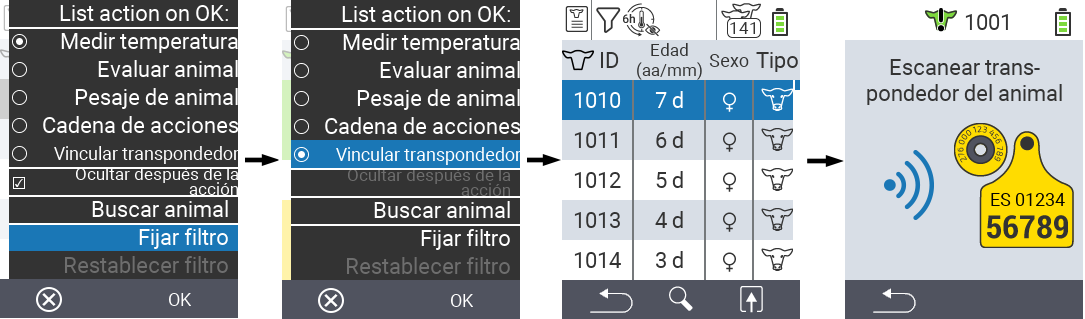 List action on OK:
Medir temperatura
Evaluar animal
Pesaje de animal
Cadena de acciones
Vincular transpondedor
Ocultar después de la
acción
Buscar animal
Fijar filtro
Restablecer filtro
OK
List action on OK:
Medir temperatura
Evaluar animal
Pesaje de animal
Cadena de acciones
Vincular transpondedor
Ocultar después de la
acción
Buscar animal
Fijar filtro
Restablecer filtro
OK
6h
141
ID Edad (aa/mm) Sexo Tipo
1010 7 d ♀
1011 6 d ♀
1012 5 d ♀
1013 4 d ♀
1014 3 d ♀
1001
Escanear trans-
pondedor del animal
276 000 123 456 789
ES 01234
56789